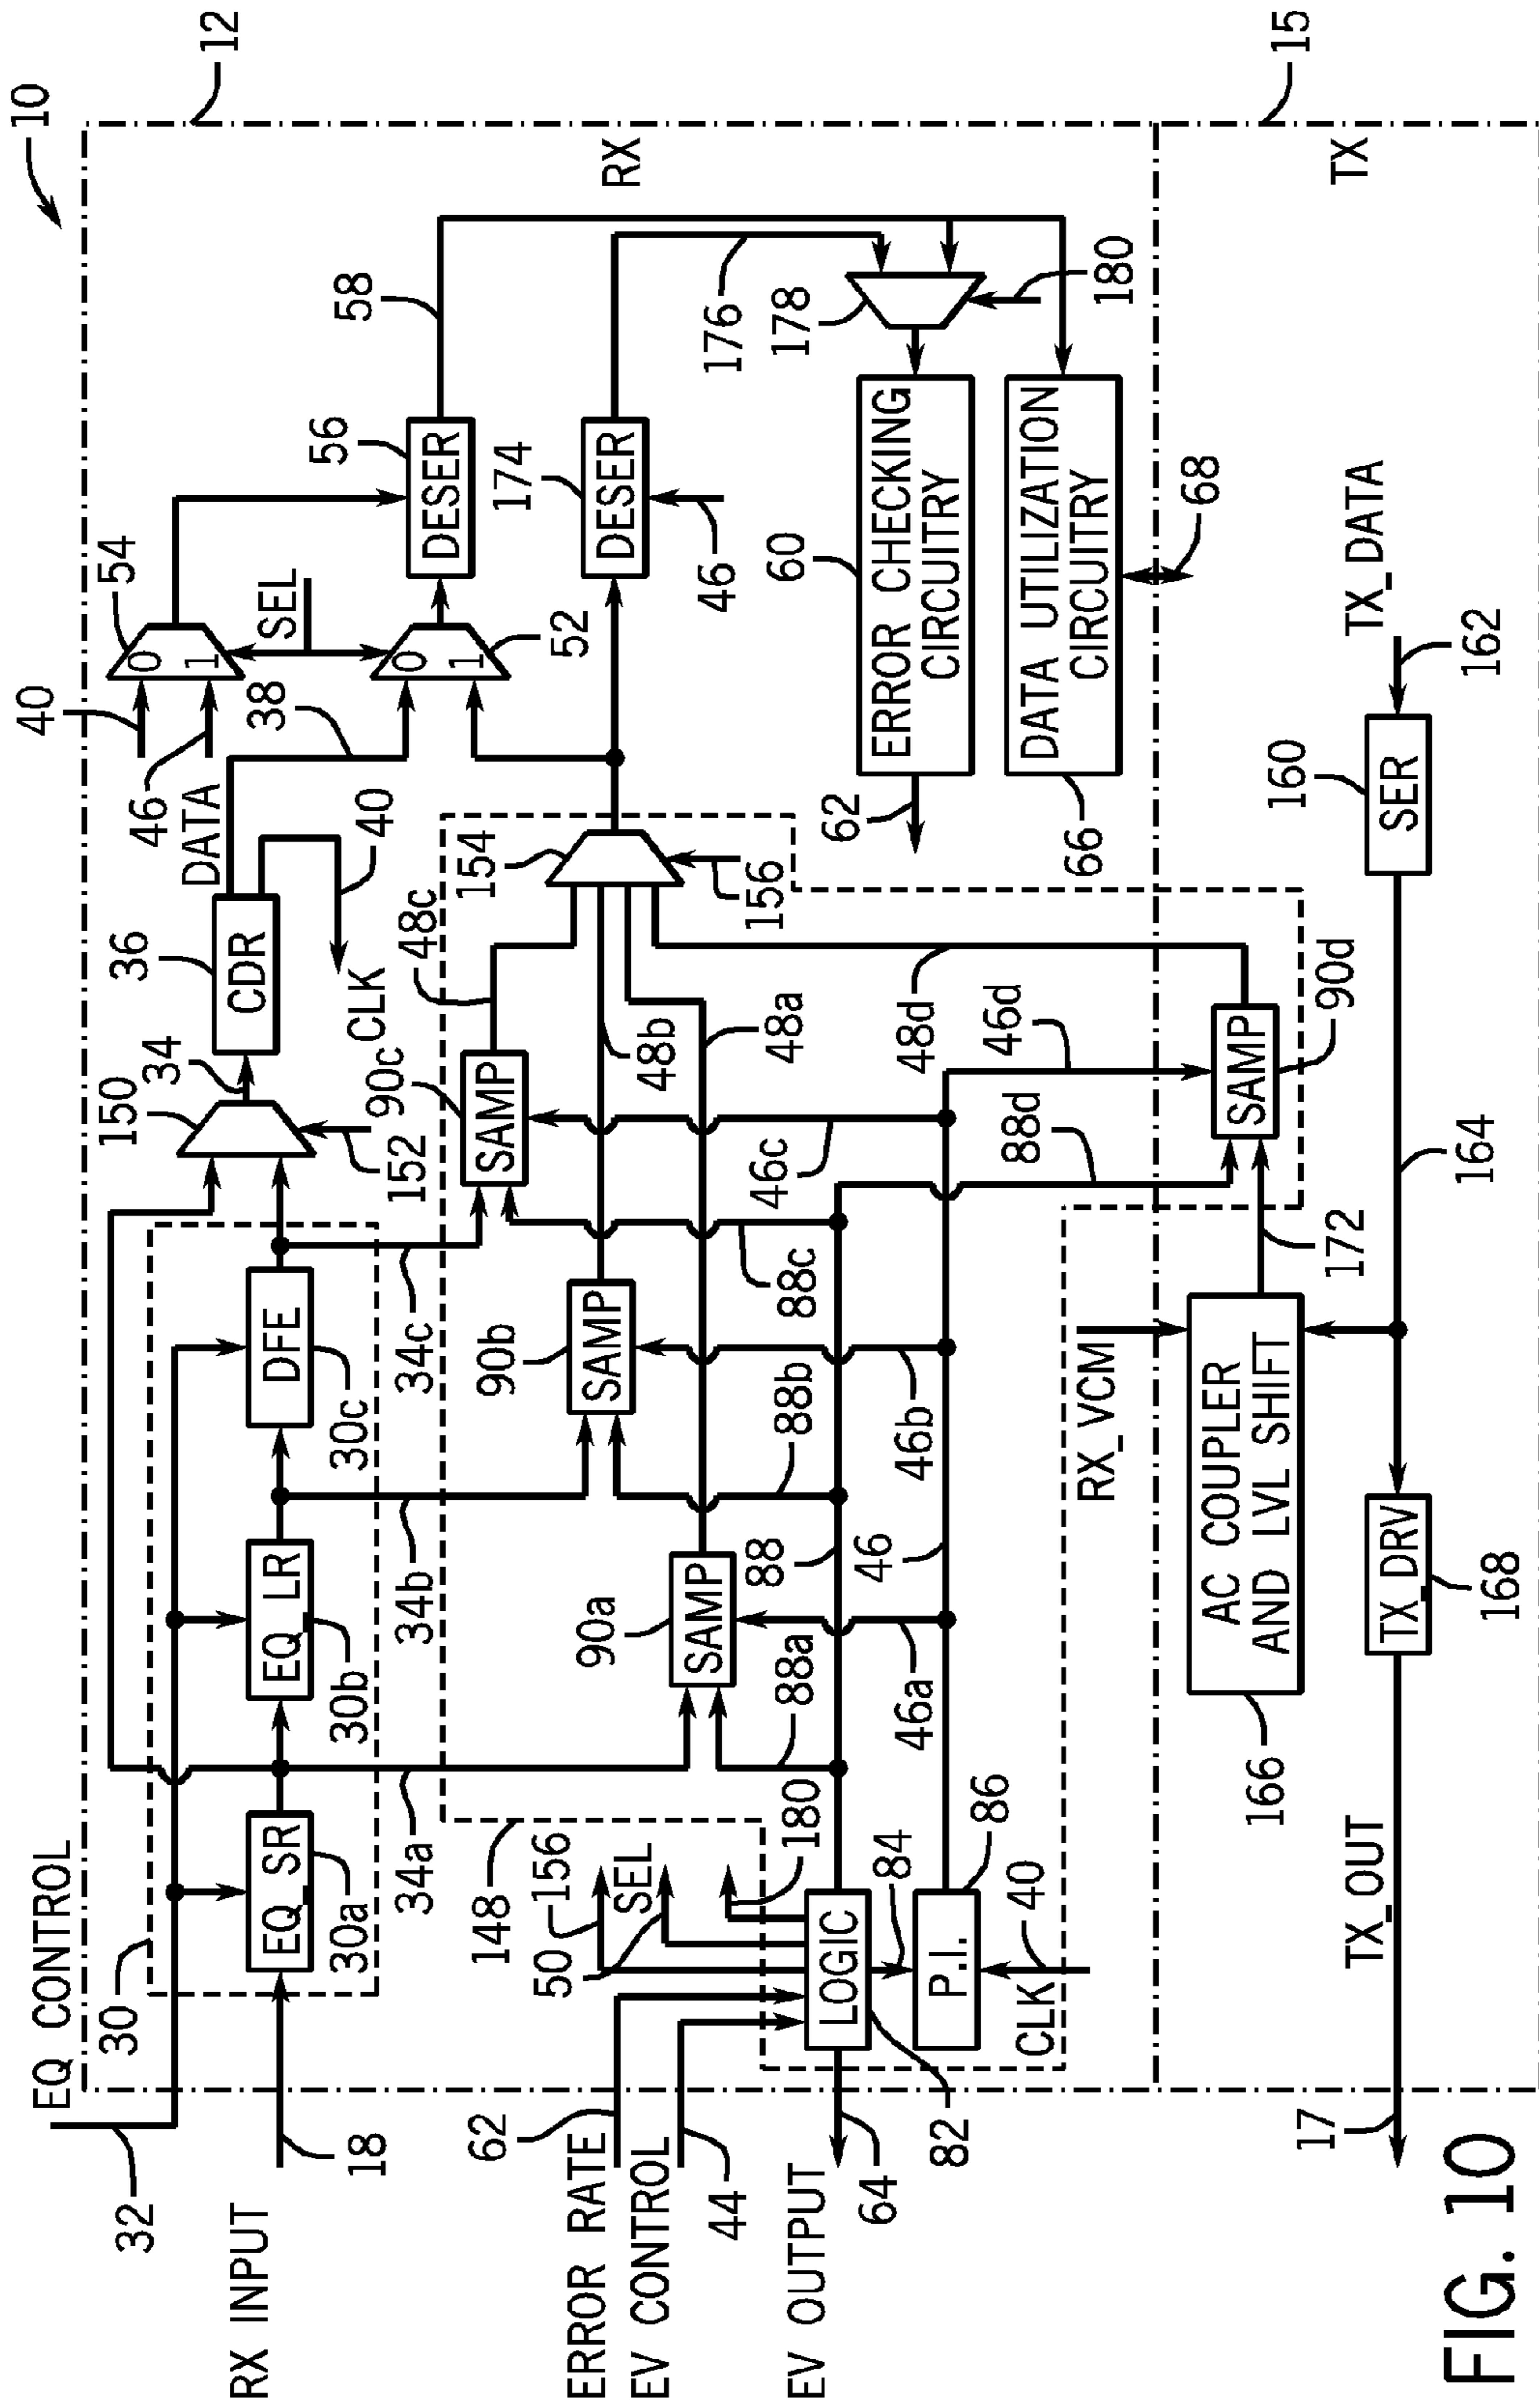 10
12
EQ CONTROL
32
30
EQ_SR
30a
EQ_LR
30b
DFE
30c
150
152
34
36
CDR
DATA
38
40
CLK
40
46
54
0
1
SEL
0
1
52
56
DESER
58
RX INPUT
18
34a
34b
34c
RX
174
DESER
46
176
178
180
148
ERROR RATE
62
EV CONTROL
44
EV OUTPUT
64
156
50
SEL
180
LOGIC
82
84
P.I.
86
CLK
40
90a
SAMP
90b
SAMP
90c
SAMP
48c
48b
48a
154
156
88a
88b
88c
88
46
46a
46b
46c
48d
46d
88d
SAMP
90d
60
ERROR CHECKING
CIRCUITRY
62
DATA UTILIZATION
CIRCUITRY
66
68
RX_VCM
AC COUPLER
AND LVL SHIFT
166
172
15
TX
TX_DATA
162
160
SER
164
TX_DRV
168
TX_OUT
17
FIG. 10